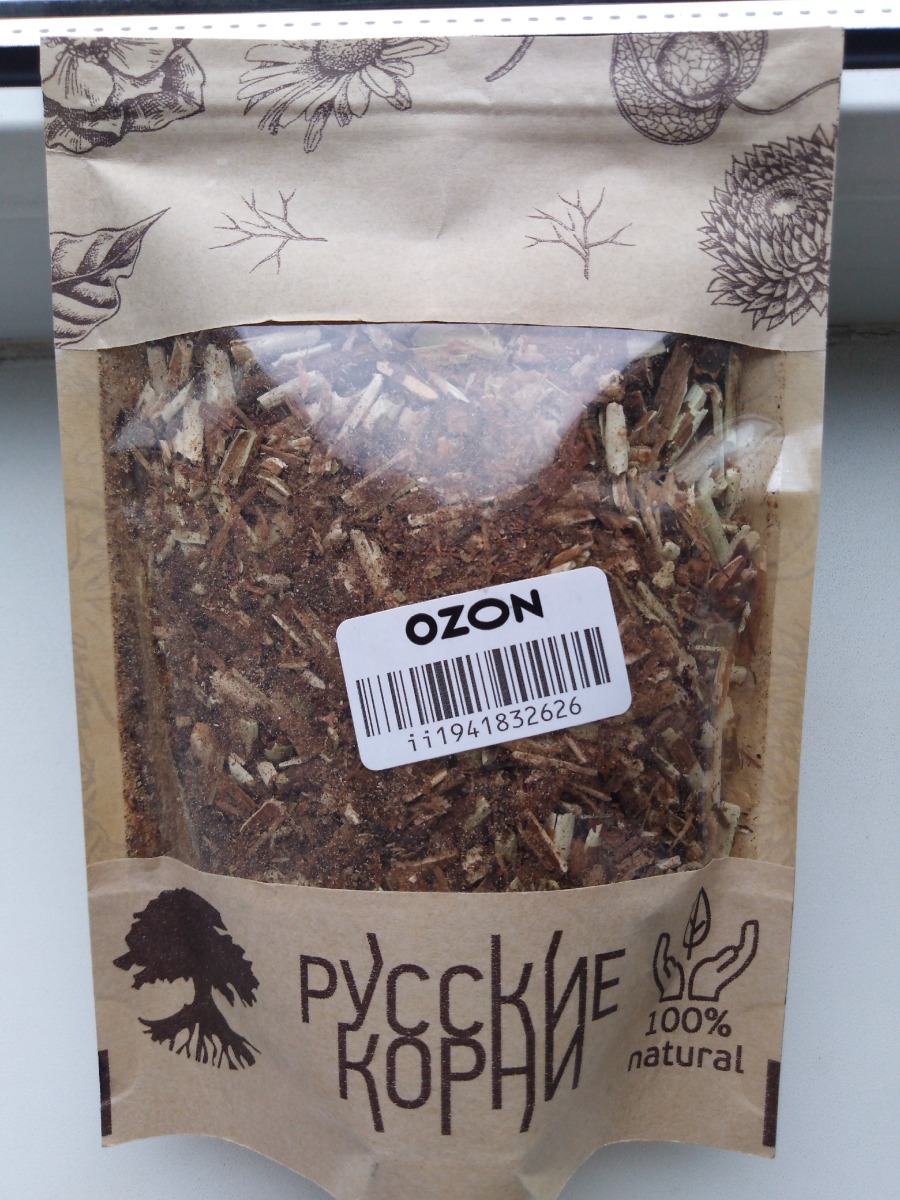 OZON
ii1941832626
РУССКИЕ
КОРНИ
100%
natural